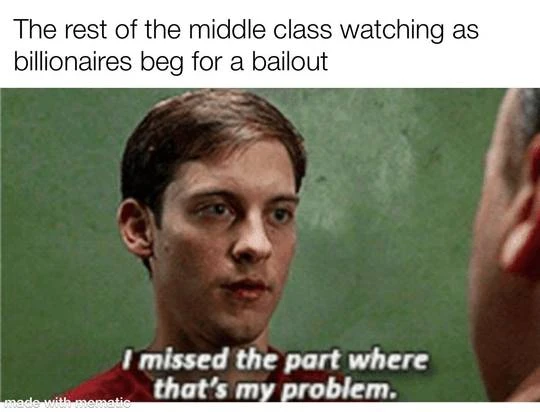 The rest of the middle class watching as
billionaires beg for a bailout
I missed the part where
that's my problem.
made with mematic